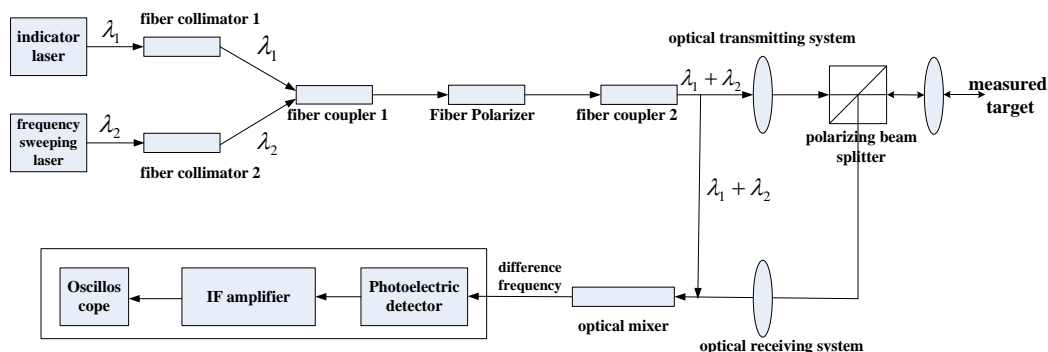 indicator
laser
λ₁
fiber collimator 1
λ₁
frequency
sweeping
laser
λ₂
fiber collimator 2
λ₂
fiber coupler 1
Fiber Polarizer
fiber coupler 2
λ₁ + λ₂
optical transmitting system
polarizing beam
splitter
measured
target
λ₁ + λ₂
Oscillos
cope
IF amplifier
Photoelectric
detector
difference
frequency
optical mixer
optical receiving system